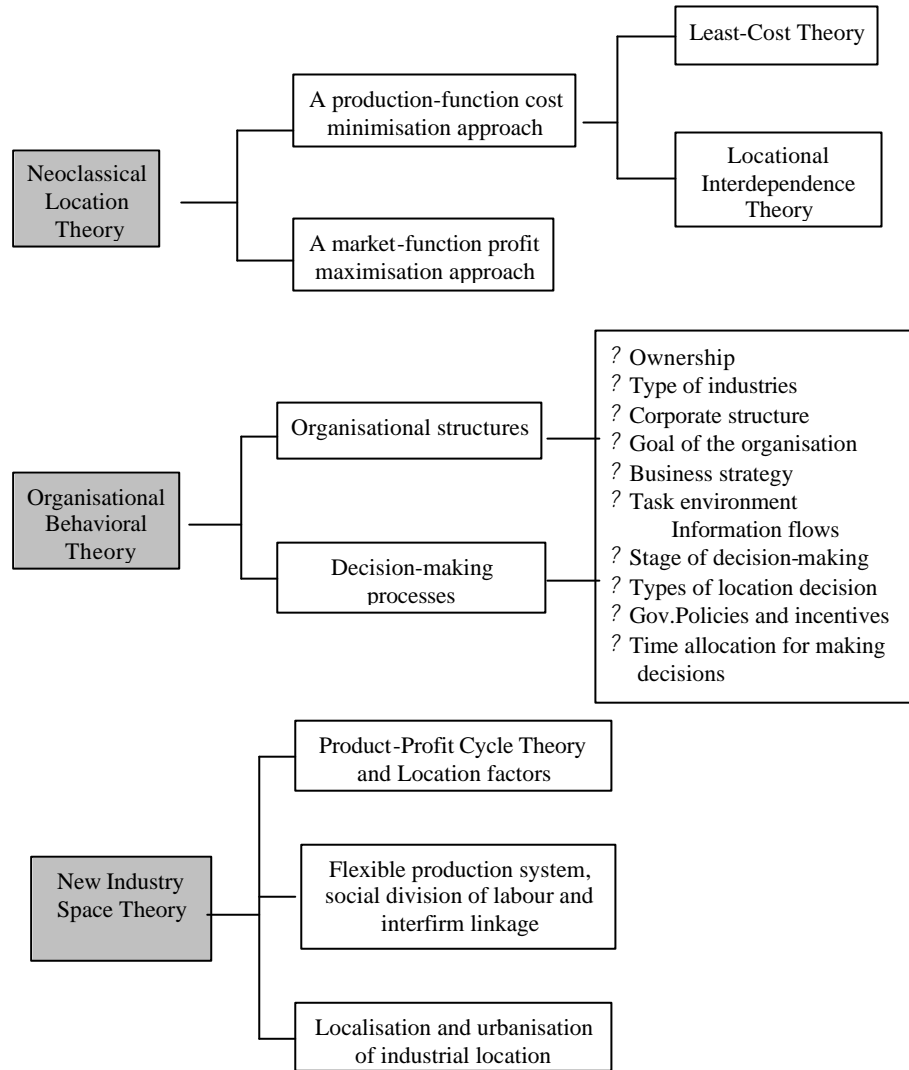 Neoclassical
Location
Theory
A production-function cost
minimisation approach
A market-function profit
maximisation approach
Least-Cost Theory
Locational
Interdependence
Theory
Organisational
Behavioral
Theory
Organisational structures
Decision-making
processes
? Ownership
? Type of industries
? Corporate structure
? Goal of the organisation
? Business strategy
? Task environment
Information flows
? Stage of decision-making
? Types of location decision
? Gov.Policies and incentives
? Time allocation for making
decisions
New Industry
Space Theory
Product-Profit Cycle Theory
and Location factors
Flexible production system,
social division of labour and
interfirm linkage
Localisation and urbanisation
of industrial location